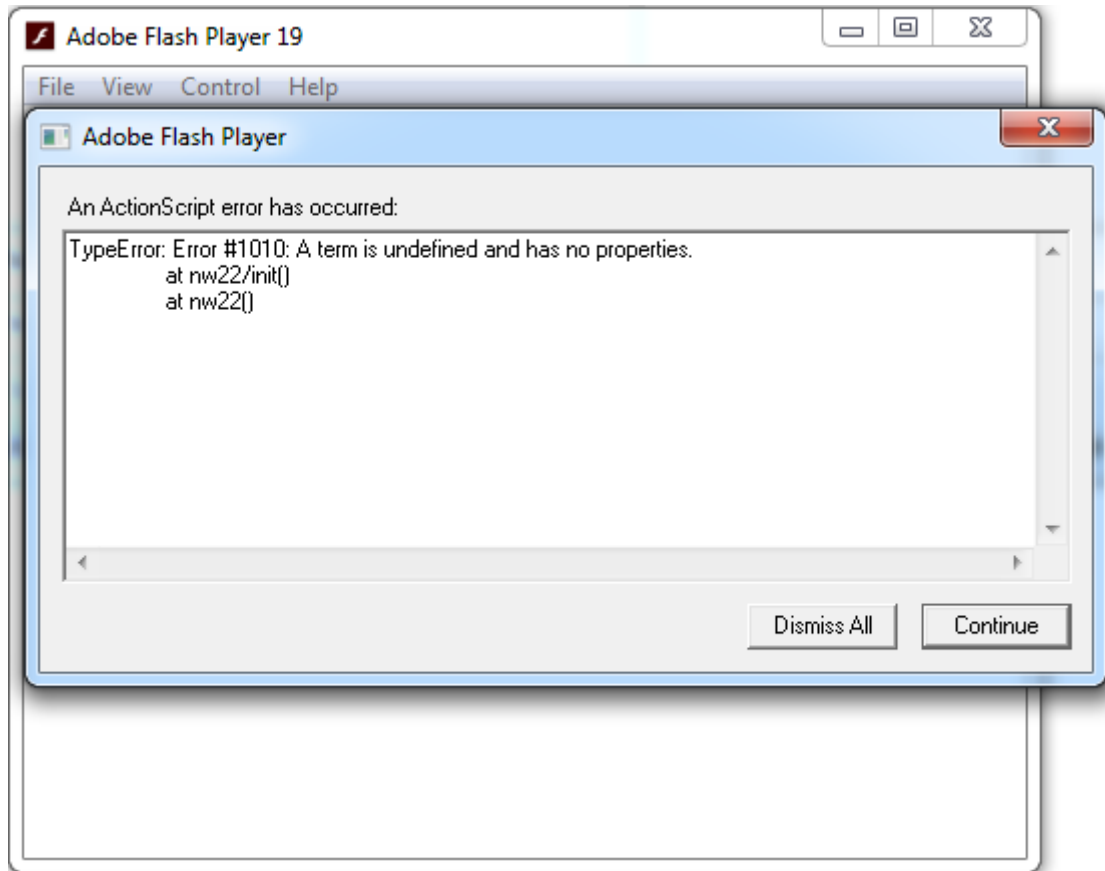 Adobe Flash Player 19
File View Control Help
Adobe Flash Player
An ActionScript error has occurred:
TypeError: Error #1010: A term is undefined and has no properties.
at nw22/init()
at nw22()
Dismiss All Continue